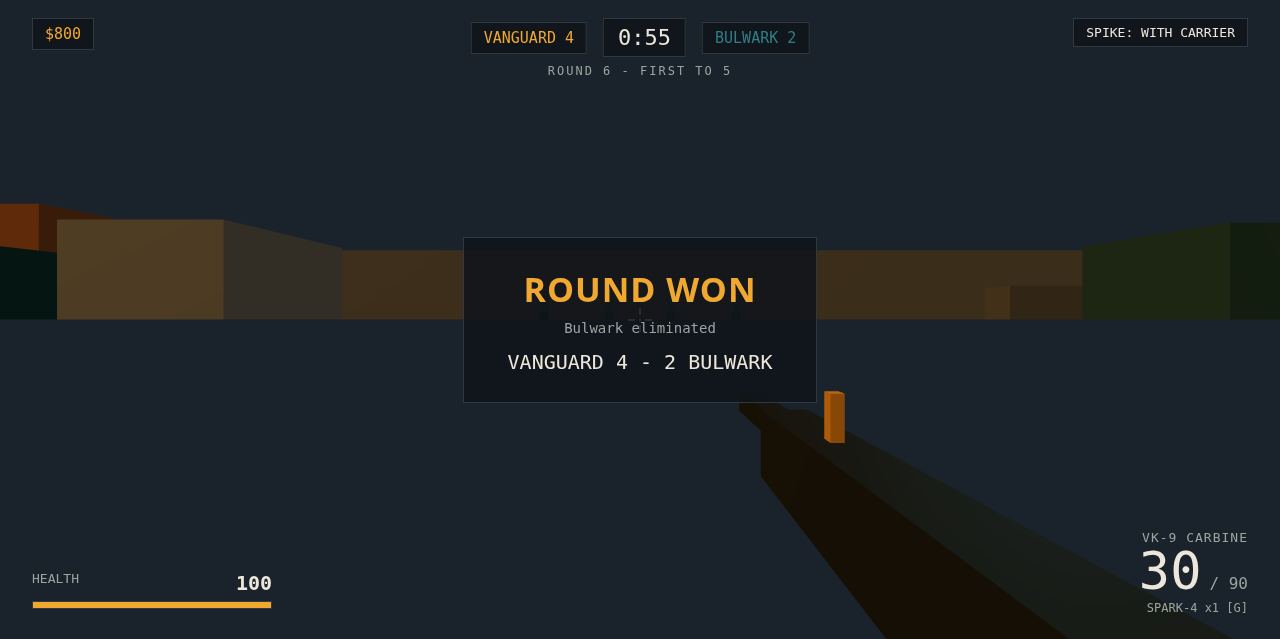 $800
VANGUARD 4
0:55
BULWARK 2
SPIKE: WITH CARRIER
ROUND 6 - FIRST TO 5
ROUND WON
Bulwark eliminated
VANGUARD 4 - 2 BULWARK
HEALTH
100
VK-9 CARBINE
30 / 90
SPARK-4 x1 [G]